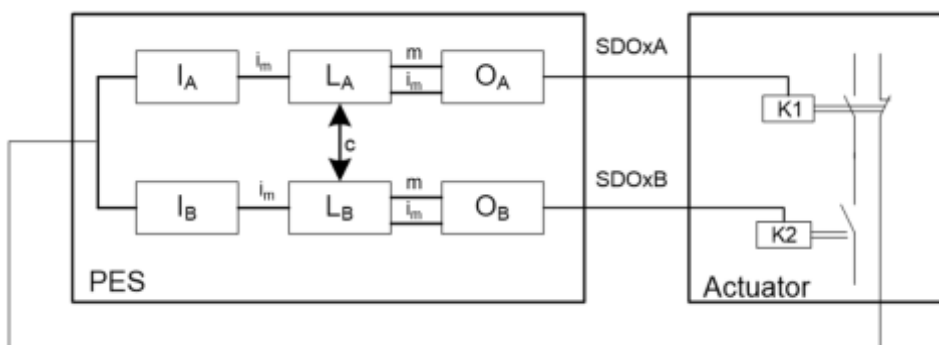 I_A i_m L_A m i_m O_A SDOxA
K1
c
I_B i_m L_B m i_m O_B SDOxB
K2
PES
Actuator